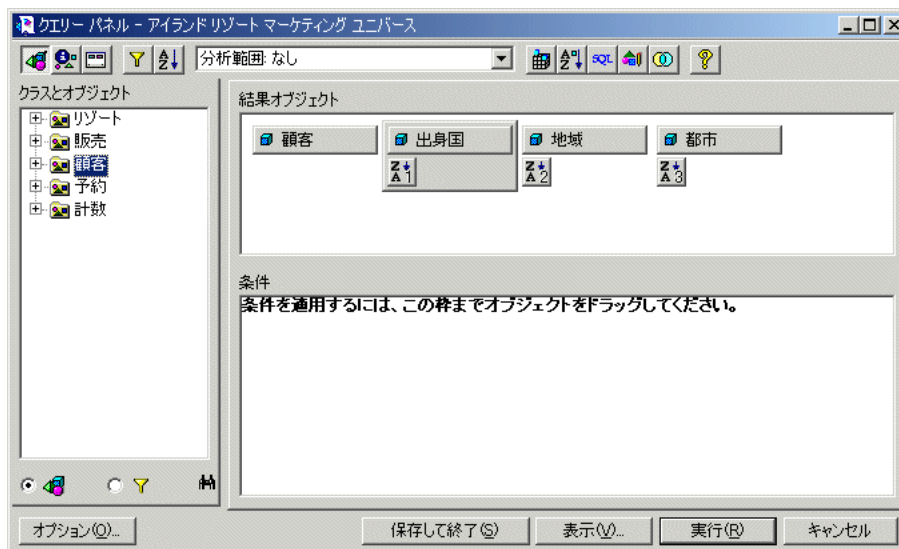 クエリー パネル - アイランド リゾート マーケティング ユニバース
分析範囲: なし
SQL
クラスとオブジェクト
リゾート
販売
顧客
予約
計数
結果オブジェクト
顧客
出身国
地域
都市
Z A 1
Z A 2
Z A 3
条件
条件を適用するには、この枠までオブジェクトをドラッグしてください。
オプション(O)...
保存して終了(S)
表示(V)...
実行(R)
キャンセル